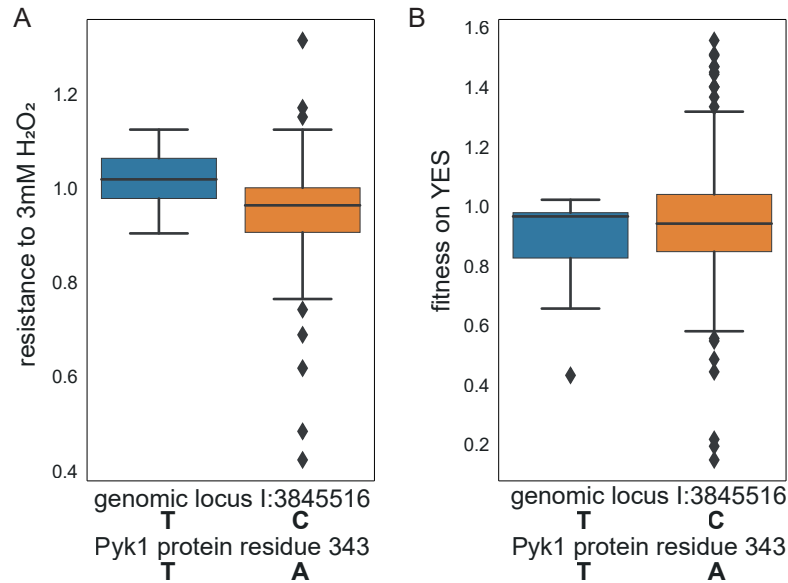 A
resistance to 3mM H₂O₂
1.2
1.0
0.8
0.6
0.4
genomic locus I:3845516
T C
Pyk1 protein residue 343
T A
B
fitness on YES
1.6
1.4
1.2
1.0
0.8
0.6
0.4
0.2
genomic locus I:3845516
T C
Pyk1 protein residue 343
T A